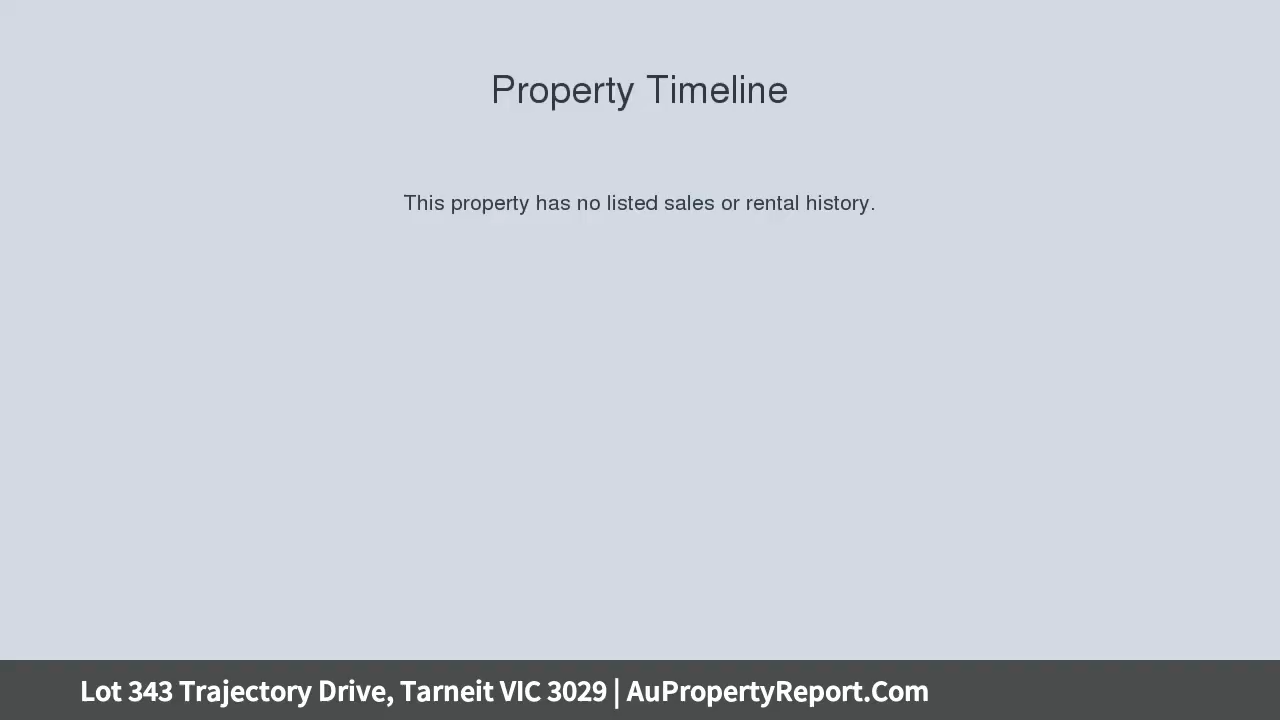 Property Timeline
This property has no listed sales or rental history.
Lot 343 Trajectory Drive, Tarneit VIC 3029 | AuPropertyReport.Com